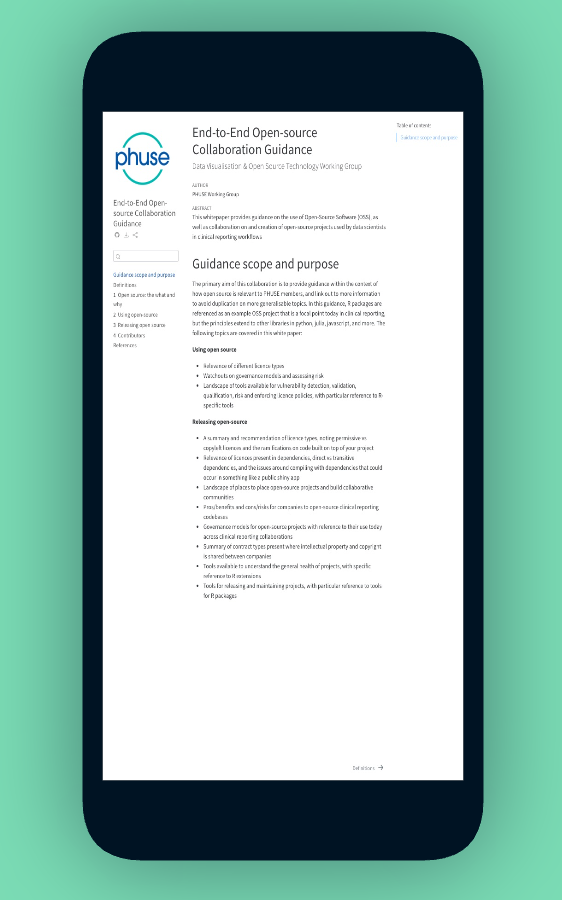 phuse
End-to-End Open-
source Collaboration
Guidance
Guidance scope and purpose
Definitions
1 Open source: the what and
why
2 Using open-source
3 Releasing open source
4 Contributors
References
End-to-End Open-source
Collaboration Guidance
Data Visualisation & Open Source Technology Working Group
AUTHOR
PHUSE Working Group
ABSTRACT
This whitepaper provides guidance on the use of Open-Source Software (OSS), as
well as collaboration on and creation of open-source projects used by data scientists
in clinical reporting workflows
Guidance scope and purpose
The primary aim of this collaboration is to provide guidance within the context of
how open source is relevant to PHUSE members, and link out to more information
to avoid duplication on more generalisable topics. In this guidance, R packages are
referenced as an example OSS project that is a focal point today in clinical reporting,
but the principles extend to other libraries in python, julia, javascript, and more. The
following topics are covered in this white paper:
Using open source
• Relevance of different licence types
• Watchouts on governance models and assessing risk
• Landscape of tools available for vulnerability detection, validation,
qualification, risk and enforcing licence policies, with particular reference to R-
specific tools
Releasing open-source
• A summary and recommendation of licence types, noting permissive vs
copyleft licences and the ramifications on code built on top of your project
• Relevance of licences present in dependencies, direct vs transitive
dependencies, and the issues around compiling with dependencies that could
occur in something like a public shiny app
• Landscape of places to place open-source projects and build collaborative
communities
• Pros/benefits and cons/risks for companies to open-source clinical reporting
codebases
• Governance models for open-source projects with reference to their use today
across clinical reporting collaborations
• Summary of contract types present where intellectual property and copyright
is shared between companies
• Tools available to understand the general health of projects, with specific
reference to R extensions
• Tools for releasing and maintaining projects, with particular reference to tools
for R packages
Definitions →
Table of contents
Guidance scope and purpose